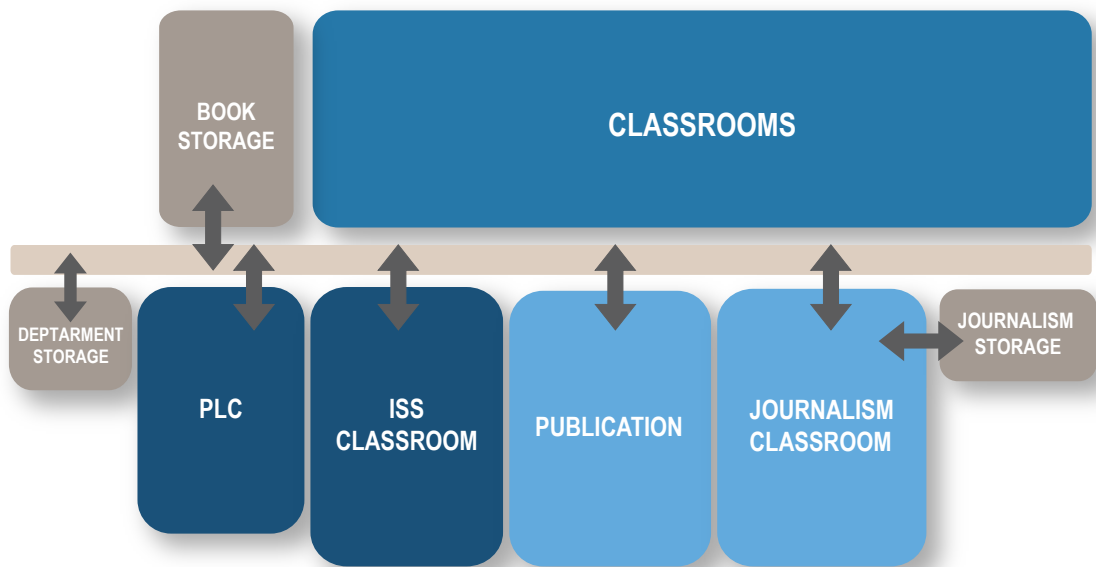 BOOK
STORAGE
CLASSROOMS
DEPTARMENT
STORAGE
PLC
ISS
CLASSROOM
PUBLICATION
JOURNALISM
CLASSROOM
JOURNALISM
STORAGE